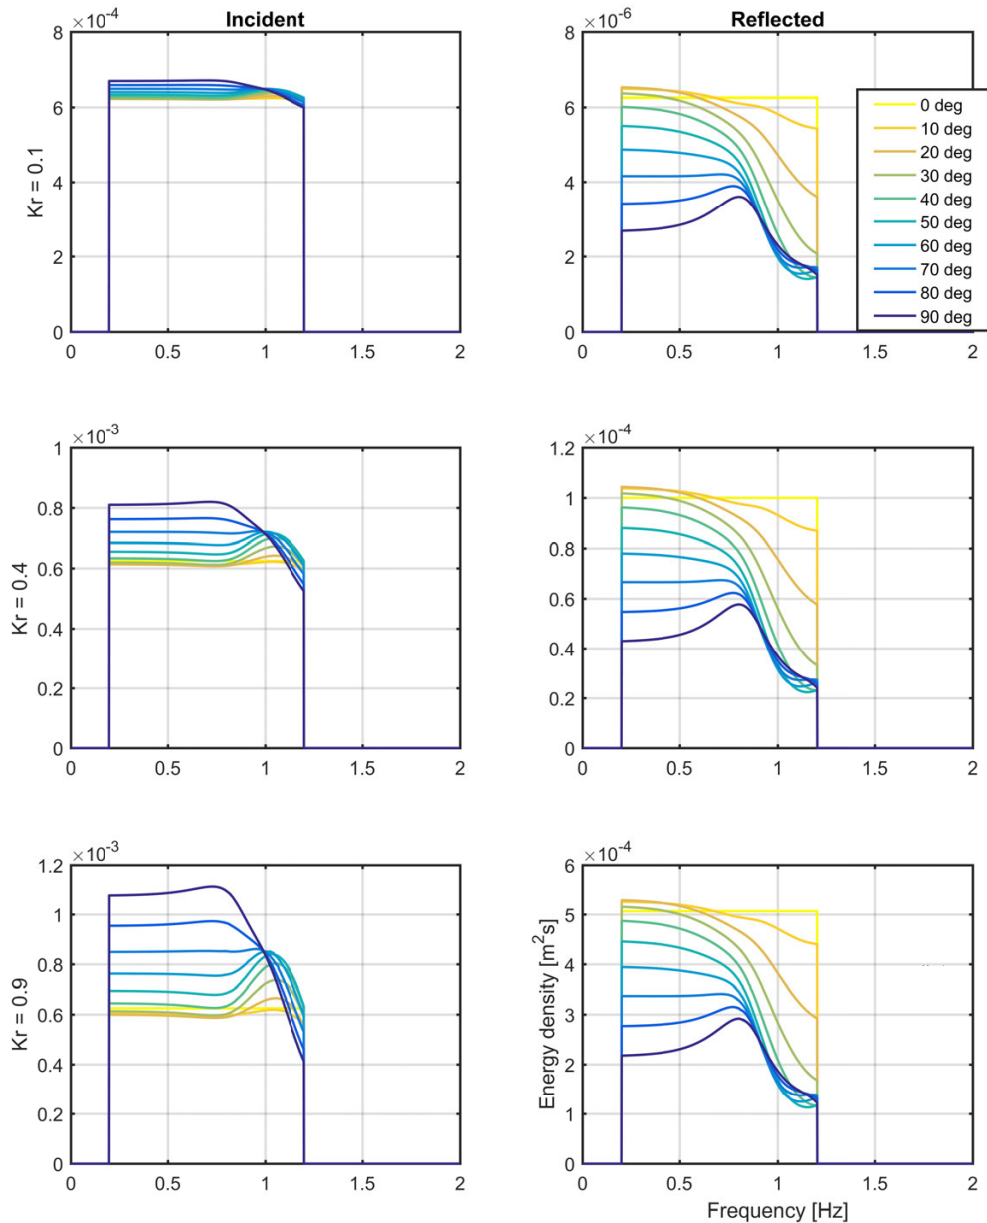 Incident
×10⁻⁴
8
6
4
2
0
0 0.5 1 1.5 2
Kr = 0.1
Reflected
×10⁻⁶
8
6
4
2
0
0 0.5 1 1.5 2
0 deg
10 deg
20 deg
30 deg
40 deg
50 deg
60 deg
70 deg
80 deg
90 deg
×10⁻³
1
0.8
0.6
0.4
0.2
0
0 0.5 1 1.5 2
Kr = 0.4
×10⁻⁴
1.2
1
0.8
0.6
0.4
0.2
0
0 0.5 1 1.5 2
×10⁻³
1.2
1
0.8
0.6
0.4
0.2
0
0 0.5 1 1.5 2
Kr = 0.9
×10⁻⁴
6
5
4
3
2
1
0
0 0.5 1 1.5 2
Energy density [m²s]
Frequency [Hz]